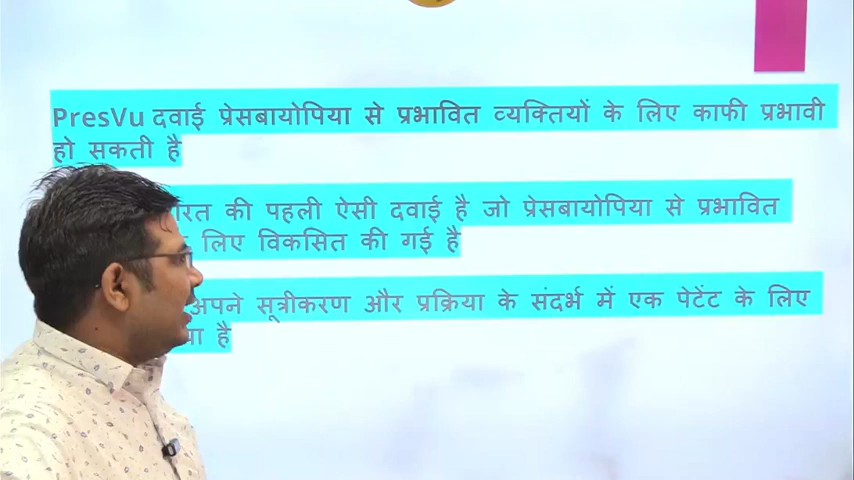 PresVu दवाई प्रेसबायोपिया से प्रभावित व्यक्तियों के लिए काफी प्रभावी
हो सकती है
की पहली ऐसी दवाई है जो प्रेसबायोपिया से प्रभावित
लिए विकसित की गई है
अपने सूत्रीकरण और प्रक्रिया के संदर्भ में एक पेटेंट के लिए
है